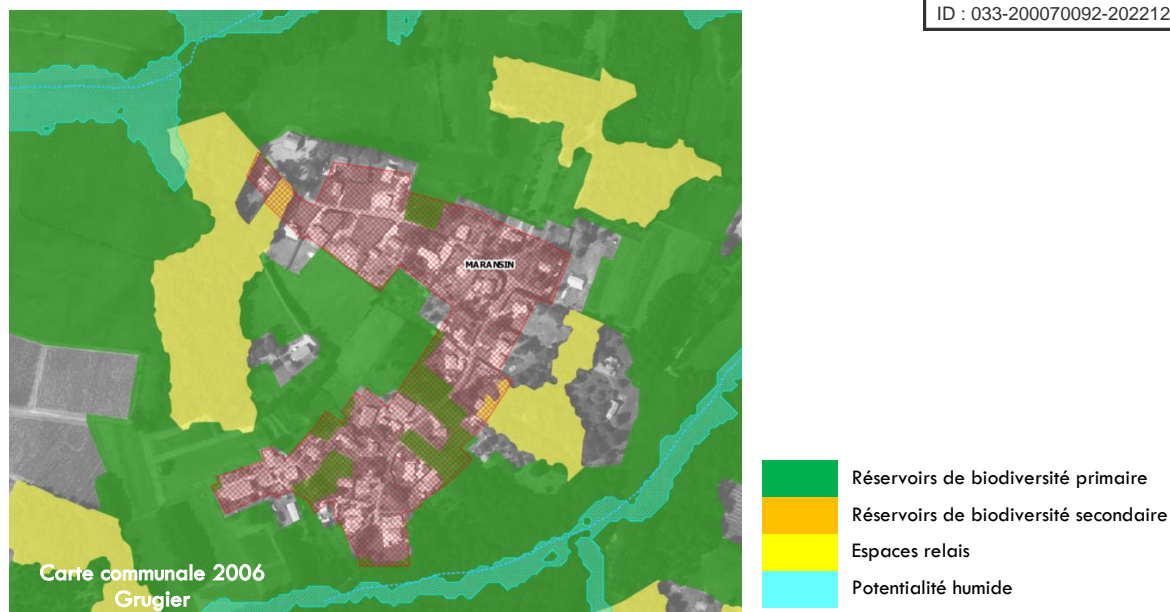 ID : 033-200070092-202212
MARANSIN
Carte communale 2006
Grugier
Réservoirs de biodiversité primaire
Réservoirs de biodiversité secondaire
Espaces relais
Potentialité humide